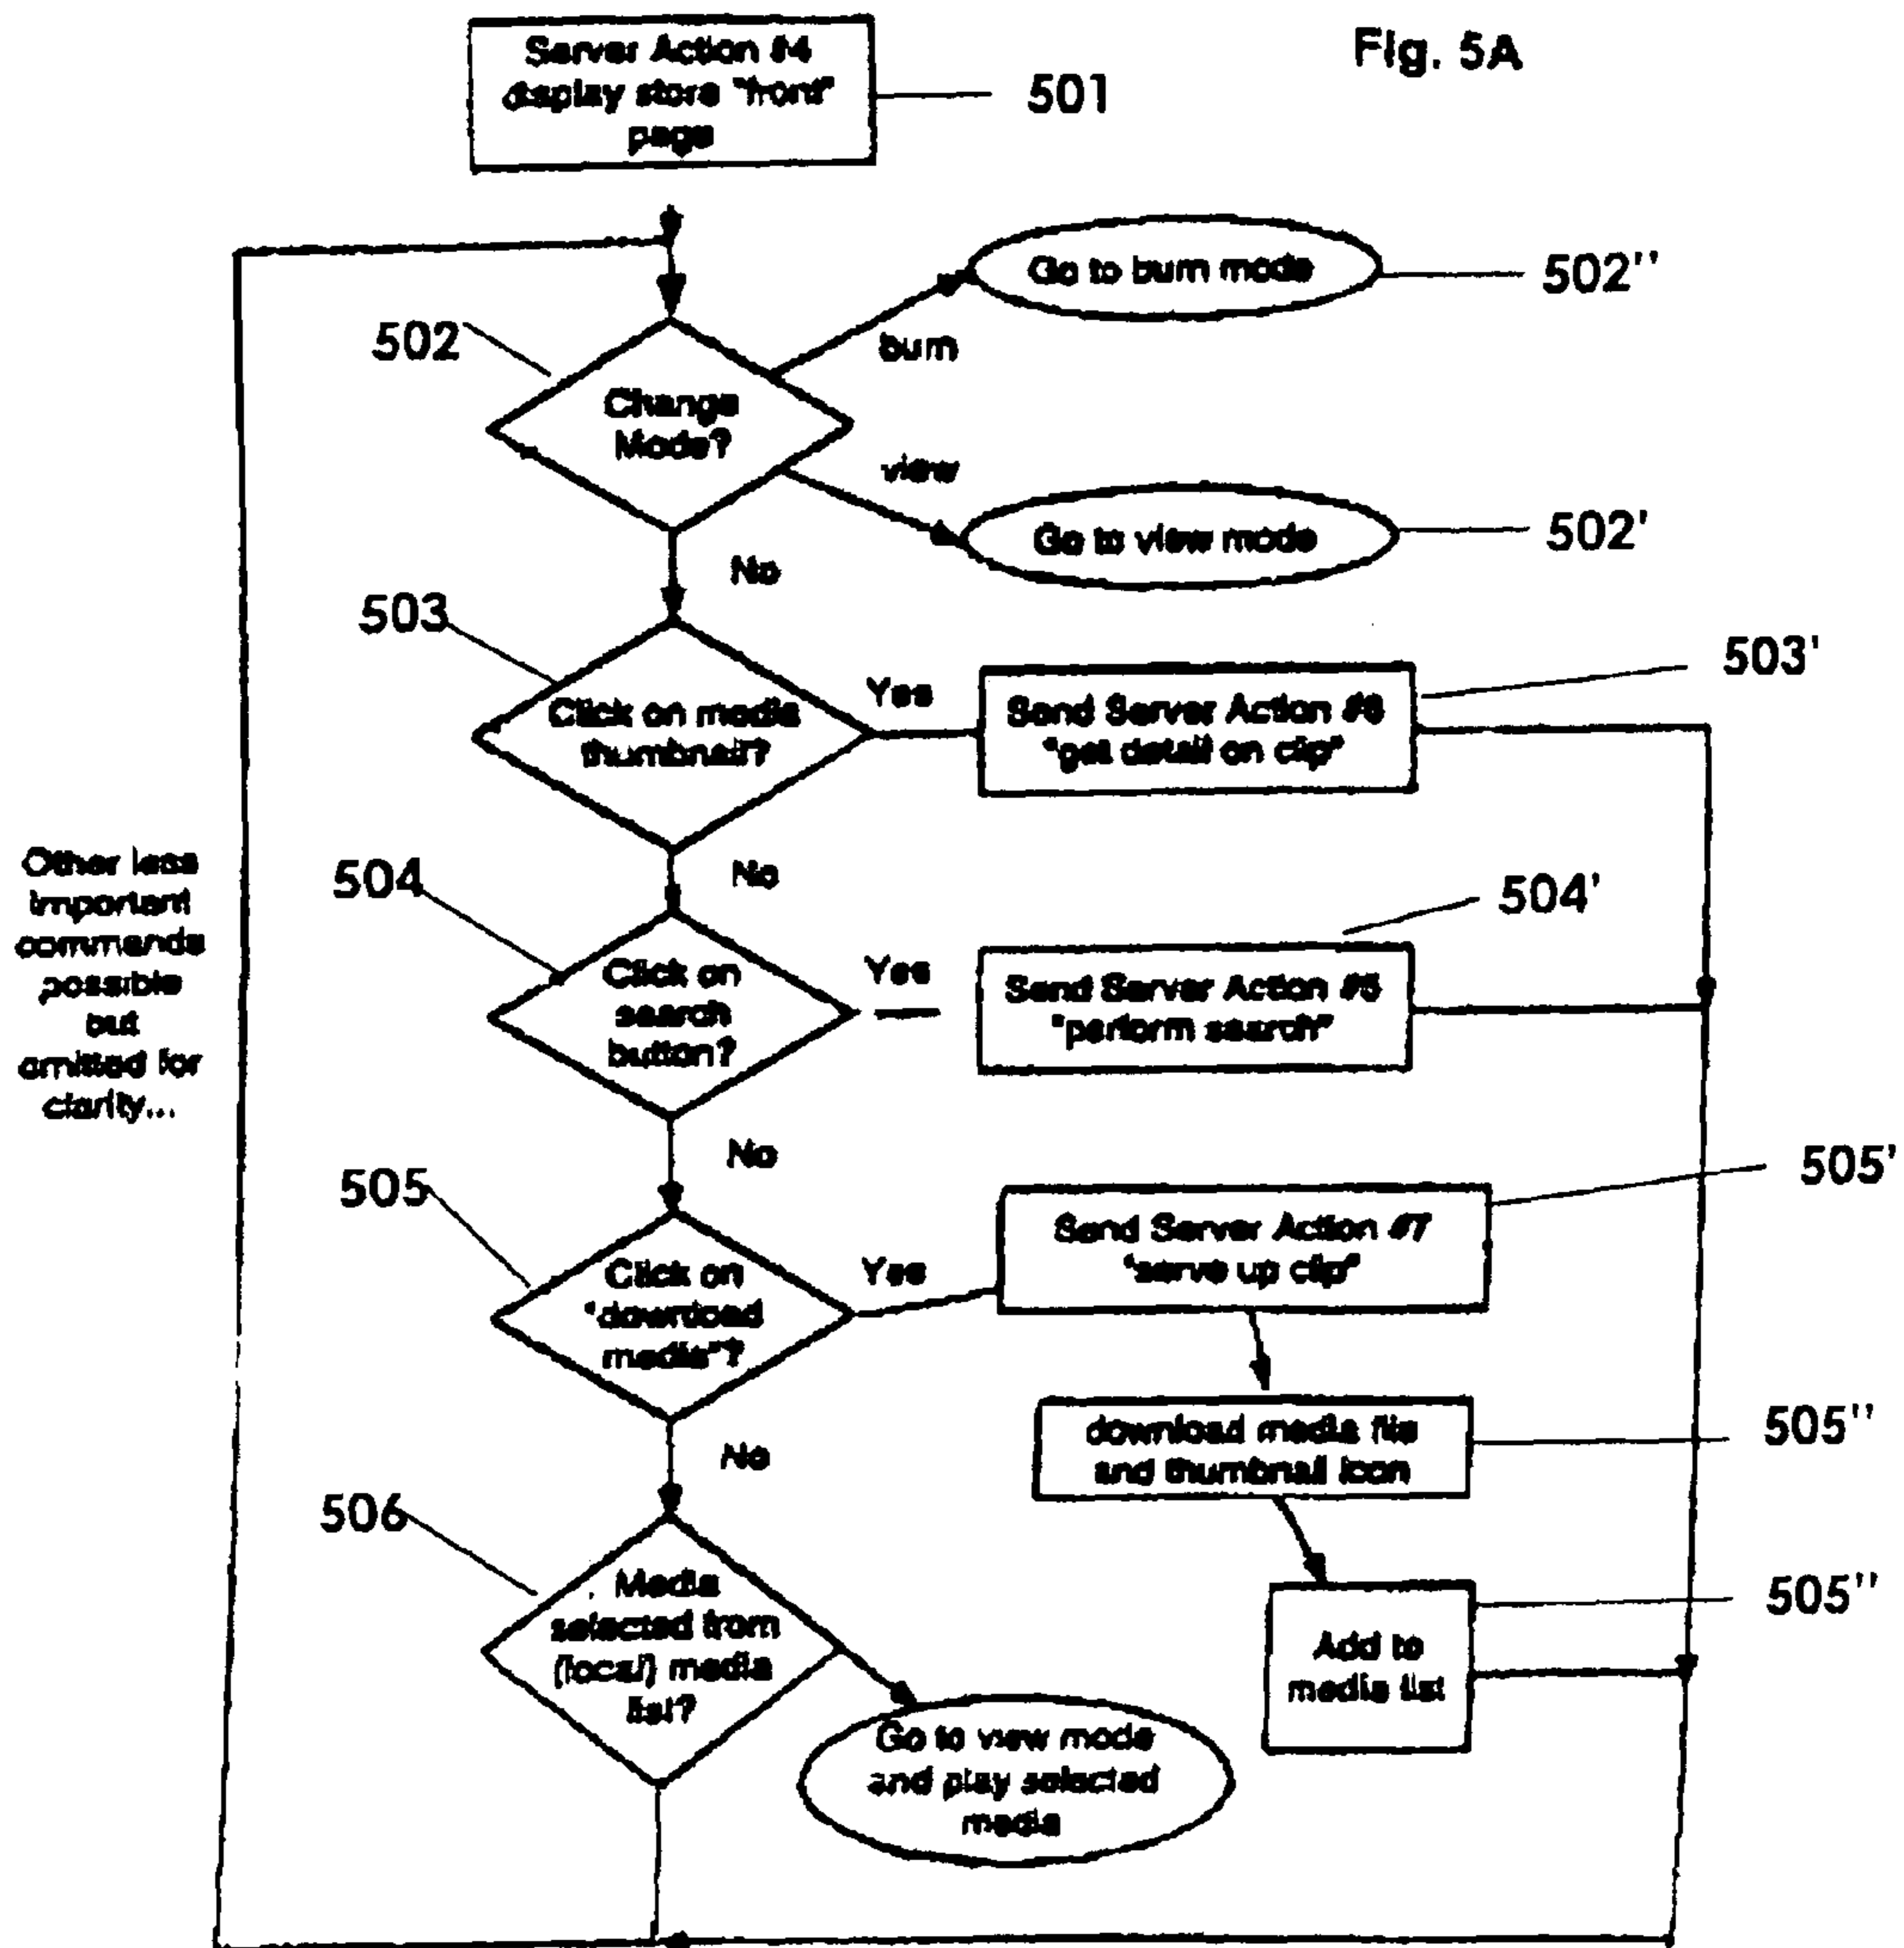 Fig. 5A
Server Action #4
display store "front"
page
501
Go to burn mode
502"
502
burn
Change
Mode?
view
Go to view mode
502'
No
503
503'
Click on media
thumbnail?
Yes
Send Server Action #6
"get detail on clip"
No
Other less
important
commands
possible
but
omitted for
clarity...
504
504'
Click on
search
button?
Yes
Send Server Action #5
"perform search"
No
505
505'
Click on
"download
media"?
Yes
Send Server Action #7
"serve up clip"
No
download media file
and thumbnail icon
505"
506
Media
selected from
(local) media
list?
Add to
media list
505"
Go to view mode
and play selected
media